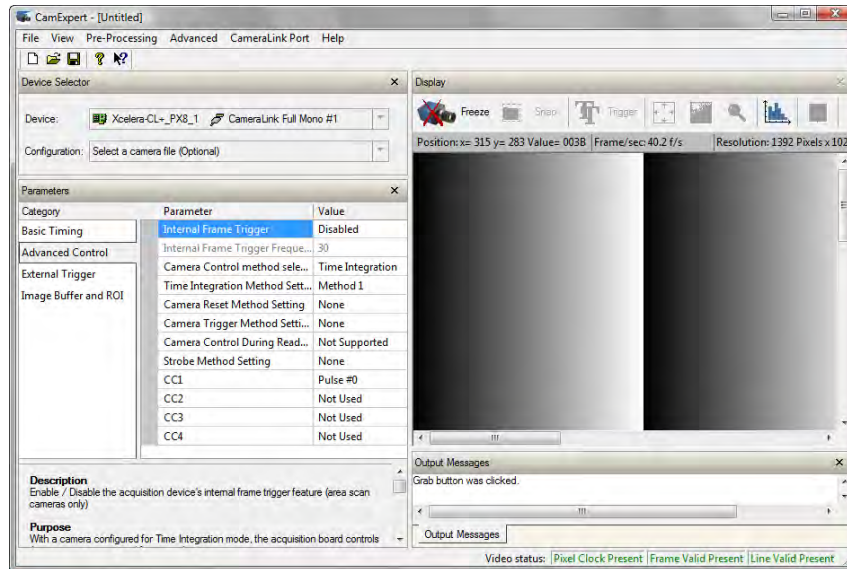 CamExpert - [Untitled]
File View Pre-Processing Advanced CameraLink Port Help
Device Selector
Device: Xcelera-CL+_PX8_1 CameraLink Full Mono #1
Configuration: Select a camera file (Optional)
Parameters
Category Parameter Value
Basic Timing
Advanced Control
External Trigger
Image Buffer and ROI
Internal Frame Trigger Disabled
Internal Frame Trigger Freque... 30
Camera Control method sele... Time Integration
Time Integration Method Sett... Method 1
Camera Reset Method Setting None
Camera Trigger Method Setti... None
Camera Control During Read... Not Supported
Strobe Method Setting None
CC1 Pulse #0
CC2 Not Used
CC3 Not Used
CC4 Not Used
Description
Enable / Disable the acquisition device's internal frame trigger feature (area scan
cameras only)
Purpose
With a camera configured for Time Integration mode, the acquisition board controls
Display
Freeze Snap Trigger
Position: x= 315 y= 283 Value= 003B Frame/sec: 40.2 f/s Resolution: 1392 Pixels x 102
Output Messages
Grab button was clicked.
Output Messages
Video status: Pixel Clock Present Frame Valid Present Line Valid Present